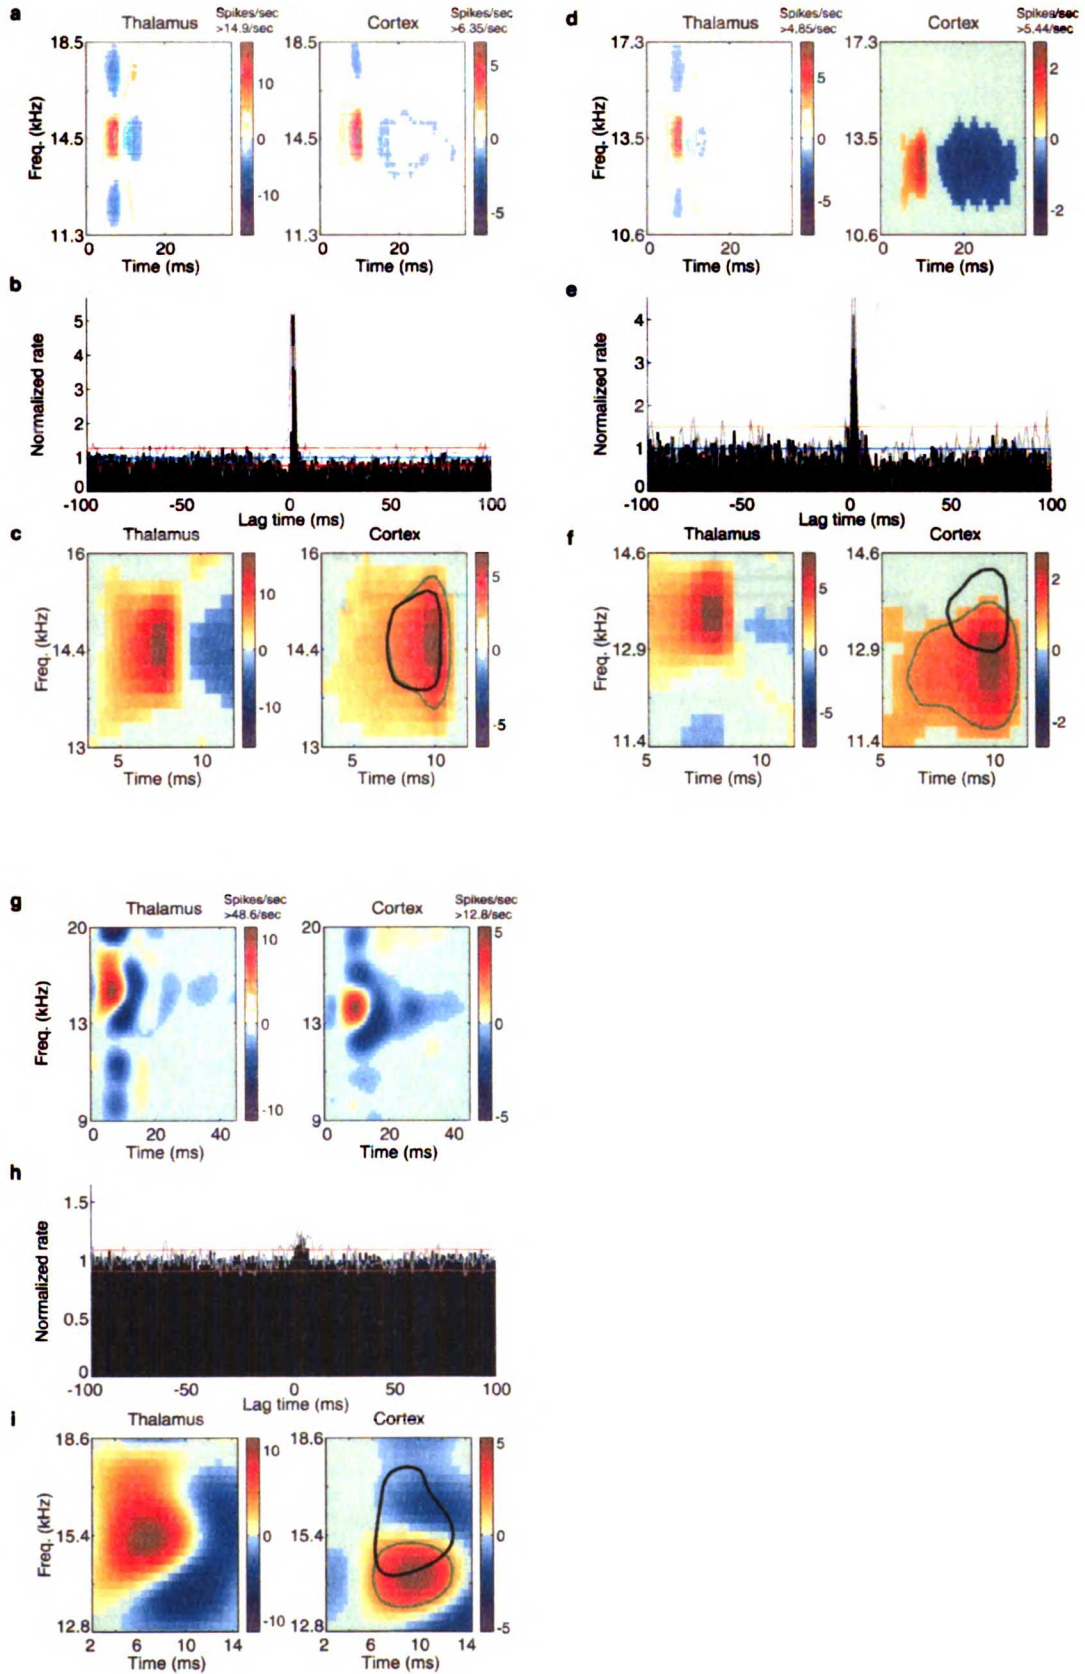 a
Thalamus
Spikes/sec
>14.9/sec
Cortex
Spikes/sec
>6.35/sec
Freq. (kHz)
18.5
14.5
11.3
0
20
Time (ms)
10
0
-10
18.5
14.5
11.3
0
20
Time (ms)
5
0
-5
d
Thalamus
Spikes/sec
>4.85/sec
Cortex
Spikes/sec
>5.44/sec
Freq. (kHz)
17.3
13.5
10.6
0
20
Time (ms)
5
0
-5
17.3
13.5
10.6
0
20
Time (ms)
2
0
-2
b
Normalized rate
5
4
3
2
1
0
-100
-50
0
50
100
Lag time (ms)
e
Normalized rate
4
3
2
1
0
-100
-50
0
50
100
Lag time (ms)
c
Thalamus
Cortex
Freq. (kHz)
16
14.4
13
5
10
Time (ms)
10
0
-10
16
14.4
13
5
10
Time (ms)
5
0
-5
f
Thalamus
Cortex
Freq. (kHz)
14.6
12.9
11.4
5
10
Time (ms)
5
0
-5
14.6
12.9
11.4
5
10
Time (ms)
2
0
-2
g
Thalamus
Spikes/sec
>48.6/sec
Cortex
Spikes/sec
>12.8/sec
Freq. (kHz)
20
13
9
0
20
40
Time (ms)
10
0
-10
20
13
9
0
20
40
Time (ms)
5
0
-5
h
Normalized rate
1.5
1
0.5
0
-100
-50
0
50
100
Lag time (ms)
i
Thalamus
Cortex
Freq. (kHz)
18.6
15.4
12.8
2
6
10
14
Time (ms)
10
0
-10
18.6
15.4
12.8
2
6
10
14
Time (ms)
5
0
-5